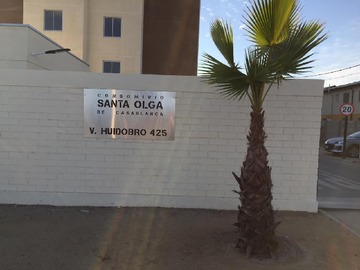 CONDOMINIO
SANTA OLGA
DE CASABLANCA
V. HUIDOBRO 425
20